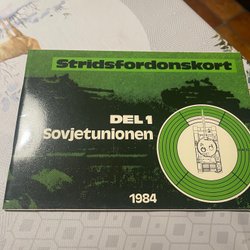 Stridsfordonskort
DEL 1
Sovjetunionen
1984